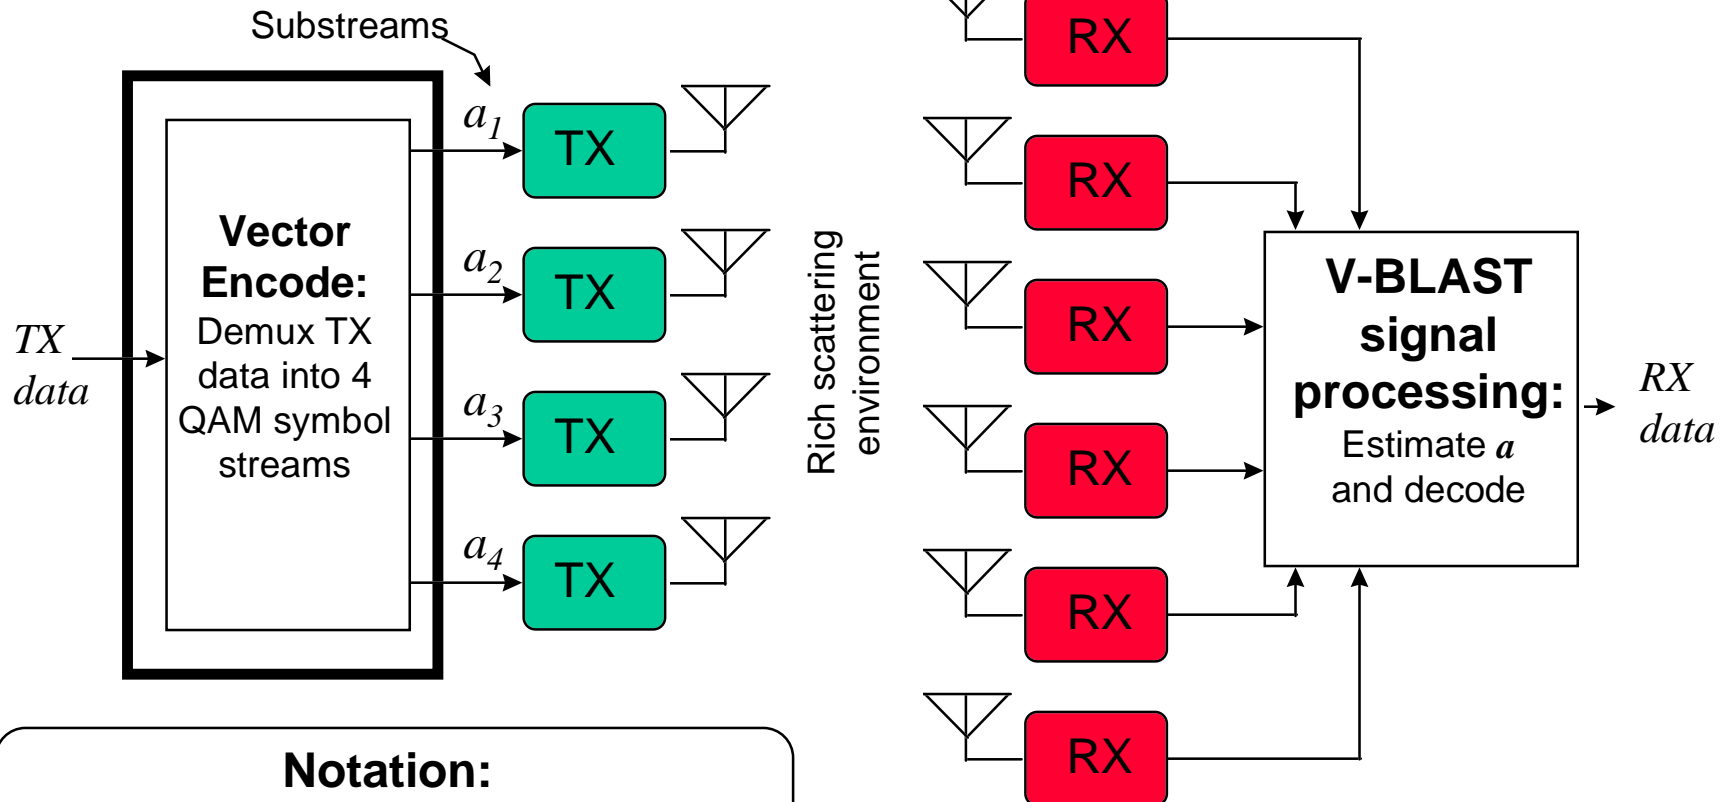 Substreams
TX
data
Vector
Encode:
Demux TX
data into 4
QAM symbol
streams
a1
TX
a2
TX
a3
TX
a4
TX
Rich scattering
environment
RX
RX
RX
RX
RX
RX
V-BLAST
signal
processing:
Estimate a
and decode
RX
data
Notation: